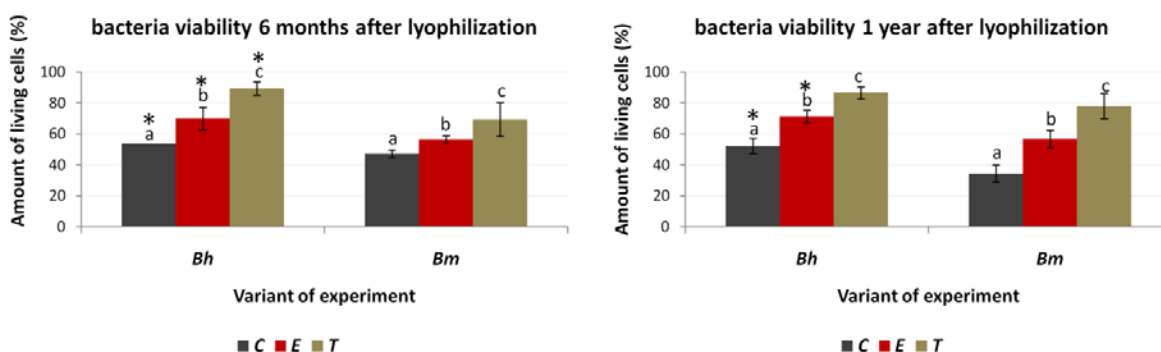 bacteria viability 6 months after lyophilization
Amount of living cells (%)
100
80
60
40
20
0
* a
* b
* c
a
b
c
Bh Bm
Variant of experiment
C E T
bacteria viability 1 year after lyophilization
Amount of living cells (%)
100
80
60
40
20
0
* a
* b
c
a
b
c
Bh Bm
Variant of experiment
C E T